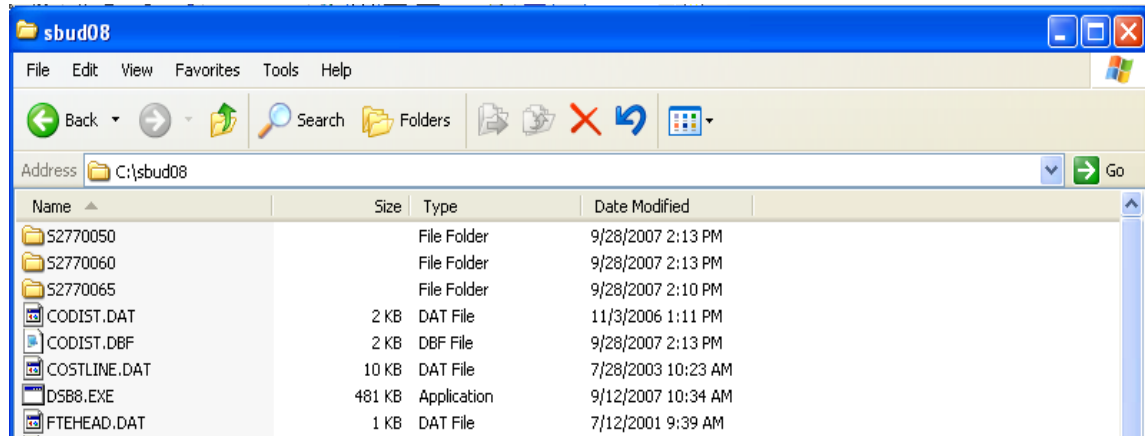 sbud08
File Edit View Favorites Tools Help
Back Search Folders
Address C:\sbud08 Go
Name Size Type Date Modified
S2770050 File Folder 9/28/2007 2:13 PM
S2770060 File Folder 9/28/2007 2:13 PM
S2770065 File Folder 9/28/2007 2:10 PM
CODIST.DAT 2 KB DAT File 11/3/2006 1:11 PM
CODIST.DBF 2 KB DBF File 9/28/2007 2:13 PM
COSTLINE.DAT 10 KB DAT File 7/28/2003 10:23 AM
DSB8.EXE 481 KB Application 9/12/2007 10:34 AM
FTEHEAD.DAT 1 KB DAT File 7/12/2001 9:39 AM